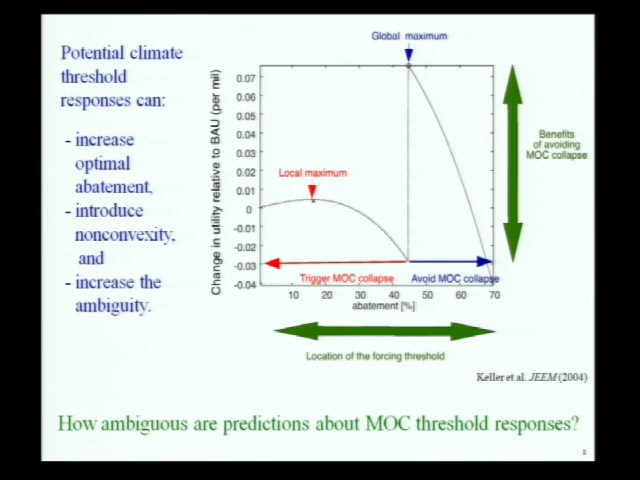 Potential climate
threshold
responses can:
- increase
optimal
abatement,
- introduce
nonconvexity,
and
- increase the
ambiguity.
Global maximum
Change in utility relative to BAU (per mil)
0.07
0.06
0.05
0.04
0.03
0.02
0.01
0
-0.01
-0.02
-0.03
-0.04
Local maximum
Trigger MOC collapse
Avoid MOC collapse
10 20 30 40 50 60 70
abatement [%]
Benefits
of avoiding
MOC collapse
Location of the forcing threshold
Keller et al. JEEM (2004)
How ambiguous are predictions about MOC threshold responses?
8